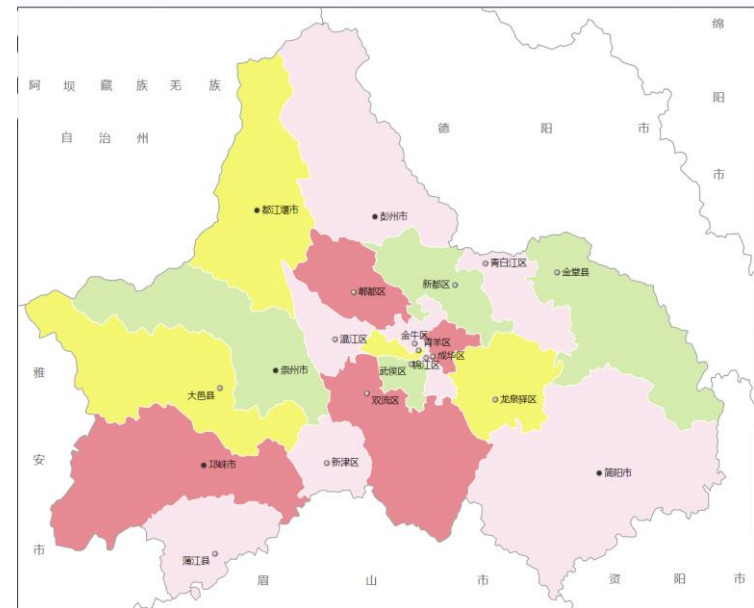 绵
阳
市
阿坝藏族羌族
自治州
德阳市
都江堰市
彭州市
青白江区
金堂县
郫都区
新都区
温江区
金牛区
青羊区
成华区
锦江区
武侯区
崇州市
大邑县
双流区
龙泉驿区
雅
安
市
邛崃市
新津区
简阳市
蒲江县
眉山市
资阳市